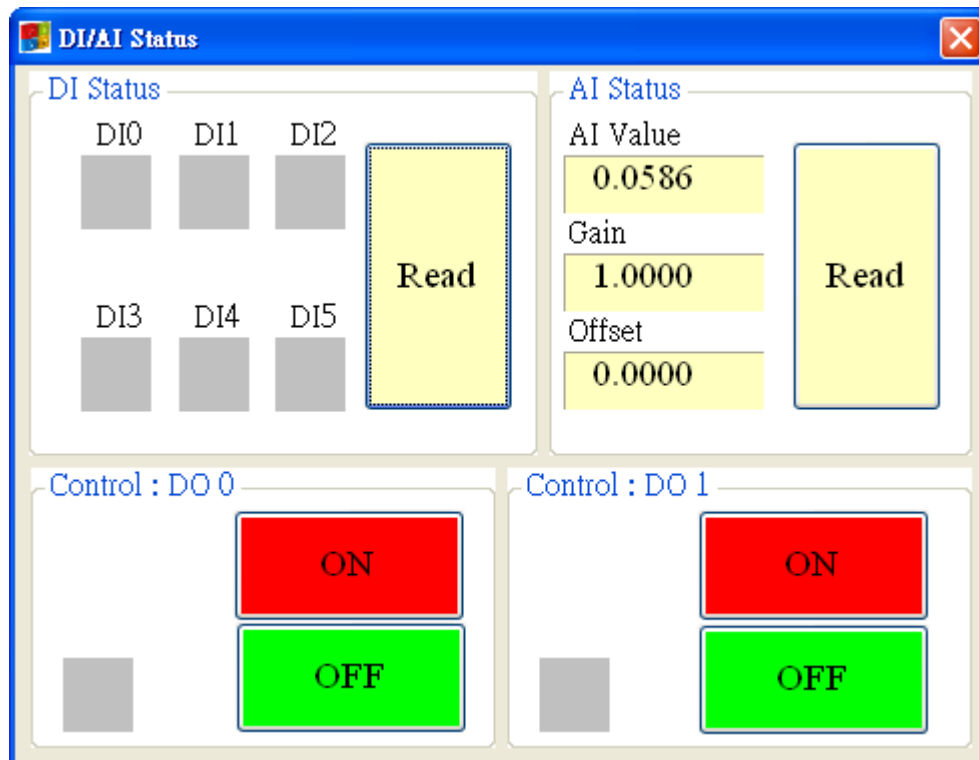 DI/AI Status
DI Status
DI0 DI1 DI2
Read
DI3 DI4 DI5
AI Status
AI Value
0.0586
Gain
1.0000
Offset
0.0000
Read
Control : DO 0
ON
OFF
Control : DO 1
ON
OFF